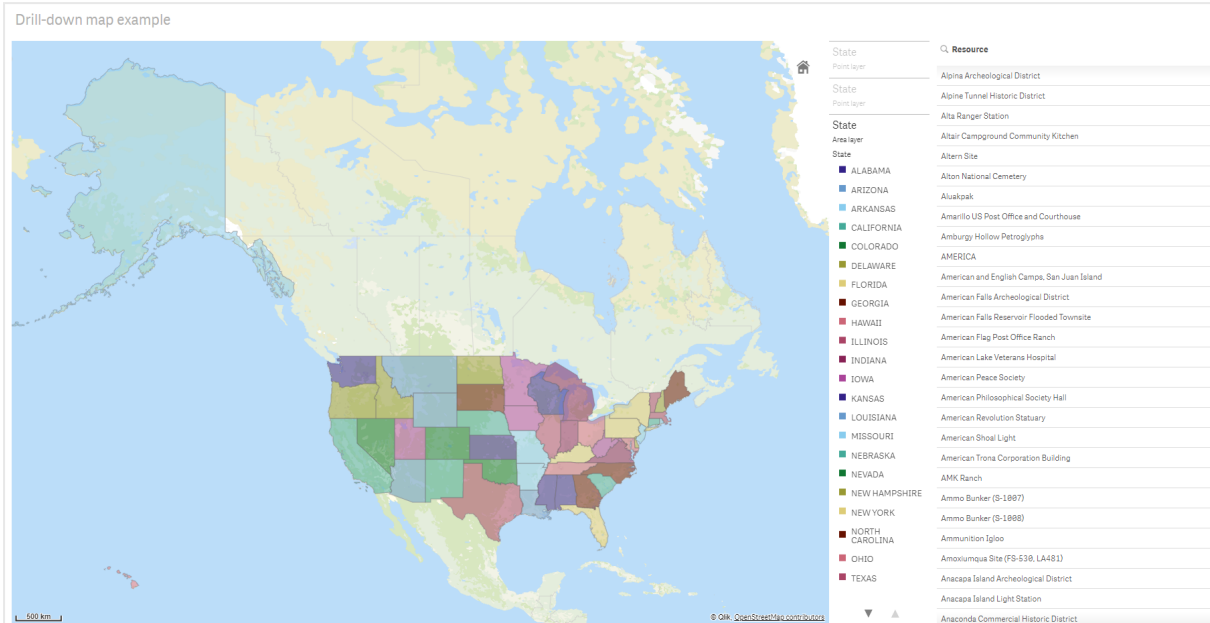 Drill-down map example
500 km
© Qlik, OpenStreetMap contributors
State
Point layer
State
Point layer
State
Area layer
State
ALABAMA
ARIZONA
ARKANSAS
CALIFORNIA
COLORADO
DELAWARE
FLORIDA
GEORGIA
HAWAII
ILLINOIS
INDIANA
IOWA
KANSAS
LOUISIANA
MISSOURI
NEBRASKA
NEVADA
NEW HAMPSHIRE
NEW YORK
NORTH
CAROLINA
OHIO
TEXAS
Resource
Alpina Archeological District
Alpine Tunnel Historic District
Alta Ranger Station
Altair Campground Community Kitchen
Altern Site
Alton National Cemetery
Aluakpak
Amarillo US Post Office and Courthouse
Amburgy Hollow Petroglyphs
AMERICA
American and English Camps, San Juan Island
American Falls Archeological District
American Falls Reservoir Flooded Townsite
American Flag Post Office Ranch
American Lake Veterans Hospital
American Peace Society
American Philosophical Society Hall
American Revolution Statuary
American Shoal Light
American Trona Corporation Building
AMK Ranch
Ammo Bunker (S-1007)
Ammo Bunker (S-1008)
Ammunition Igloo
Amoxiumqua Site (FS-530, LA481)
Anacapa Island Archeological District
Anacapa Island Light Station
Anaconda Commercial Historic District